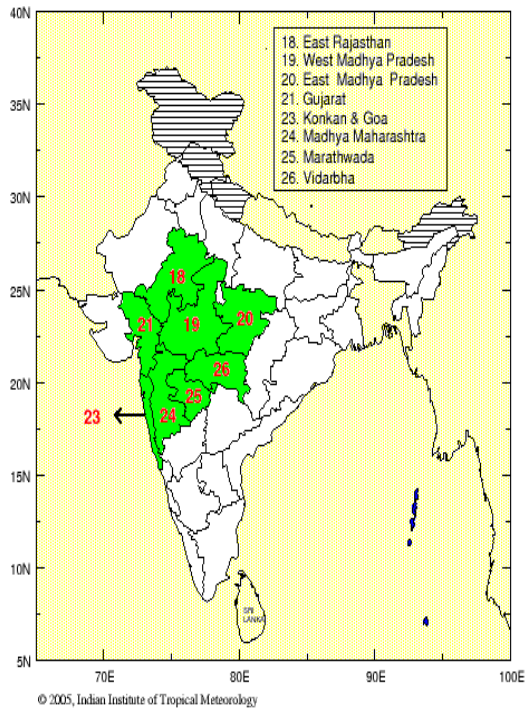 40N
18. East Rajasthan
19. West Madhya Pradesh
20. East Madhya Pradesh
21. Gujarat
23. Konkan & Goa
24. Madhya Maharashtra
25. Marathwada
26. Vidarbha
35N
30N
25N
18
21
19
20
20N
26
25
23
24
15N
10N
SRI
LANKA
5N
70E
80E
90E
100E
© 2005, Indian Institute of Tropical Meteorology